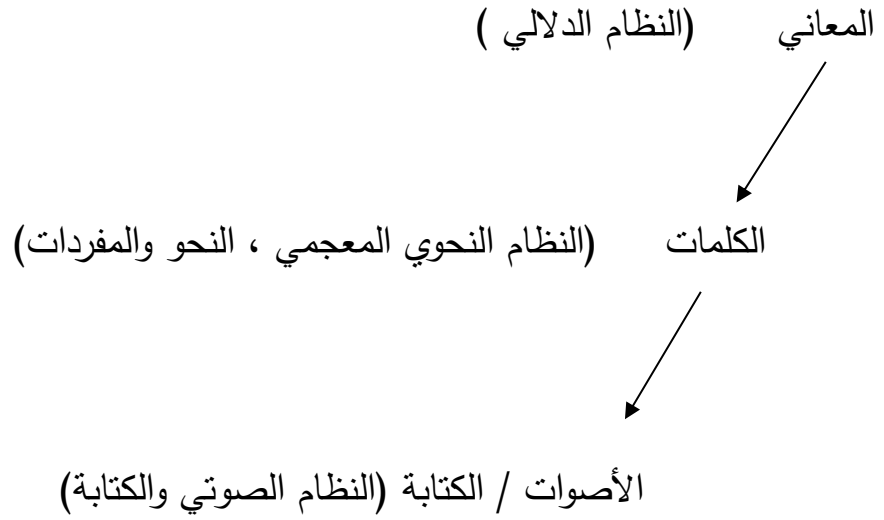 المعاني (النظام الدلالي )
الكلمات (النظام النحوي المعجمي ، النحو والمفردات)
الأصوات / الكتابة (النظام الصوتي والكتابة)